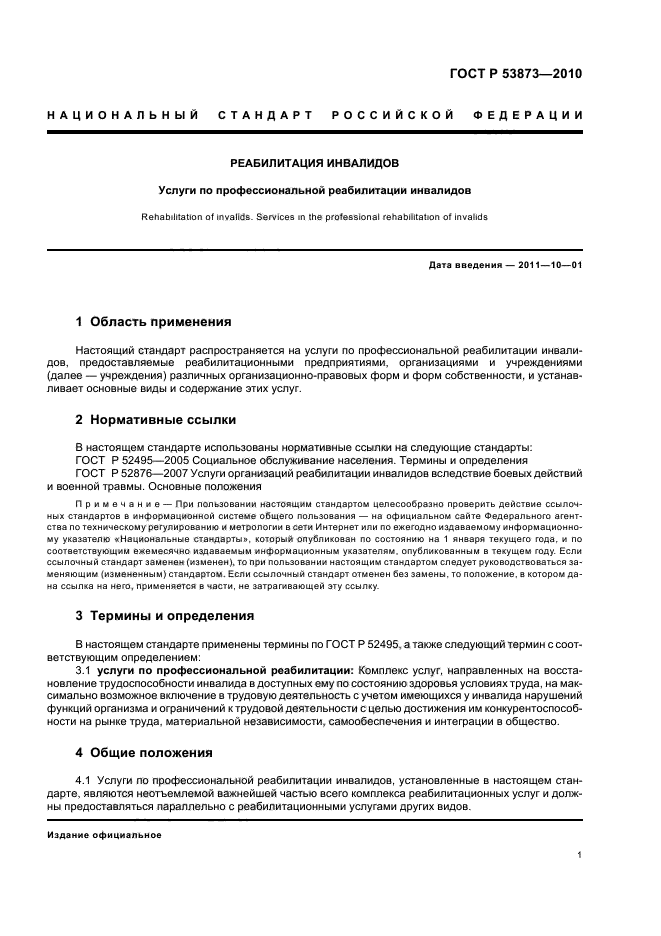 ГОСТ Р 53873—2010
НАЦИОНАЛЬНЫЙ СТАНДАРТ РОССИЙСКОЙ ФЕДЕРАЦИИ
РЕАБИЛИТАЦИЯ ИНВАЛИДОВ
Услуги по профессиональной реабилитации инвалидов
Rehabilitation of invalids. Services in the professional rehabilitation of invalids
Дата введения — 2011—10—01
1 Область применения
Настоящий стандарт распространяется на услуги по профессиональной реабилитации инвали-
дов, предоставляемые реабилитационными предприятиями, организациями и учреждениями
(далее — учреждения) различных организационно-правовых форм и форм собственности, и устанав-
ливает основные виды и содержание этих услуг.
2 Нормативные ссылки
В настоящем стандарте использованы нормативные ссылки на следующие стандарты:
ГОСТ Р 52495—2005 Социальное обслуживание населения. Термины и определения
ГОСТ Р 52876—2007 Услуги организаций реабилитации инвалидов вследствие боевых действий
и военной травмы. Основные положения
Примечание — При пользовании настоящим стандартом целесообразно проверить действие ссылоч-
ных стандартов в информационной системе общего пользования — на официальном сайте Федерального агент-
ства по техническому регулированию и метрологии в сети Интернет или по ежегодно издаваемому информационно-
му указателю «Национальные стандарты», который опубликован по состоянию на 1 января текущего года, и по
соответствующим ежемесячно издаваемым информационным указателям, опубликованным в текущем году. Если
ссылочный стандарт заменен (изменен), то при пользовании настоящим стандартом следует руководствоваться за-
меняющим (измененным) стандартом. Если ссылочный стандарт отменен без замены, то положение, в котором да-
на ссылка на него, применяется в части, не затрагивающей эту ссылку.
3 Термины и определения
В настоящем стандарте применены термины по ГОСТ Р 52495, а также следующий термин с соот-
ветствующим определением:
3.1 услуги по профессиональной реабилитации: Комплекс услуг, направленных на восста-
новление трудоспособности инвалида в доступных ему по состоянию здоровья условиях труда, на мак-
симально возможное включение в трудовую деятельность с учетом имеющихся у инвалида нарушений
функций организма и ограничений к трудовой деятельности с целью достижения им конкурентоспособ-
ности на рынке труда, материальной независимости, самообеспечения и интеграции в общество.
4 Общие положения
4.1 Услуги по профессиональной реабилитации инвалидов, установленные в настоящем стан-
дарте, являются неотъемлемой важнейшей частью всего комплекса реабилитационных услуг и долж-
ны предоставляться параллельно с реабилитационными услугами других видов.
Издание официальное
1